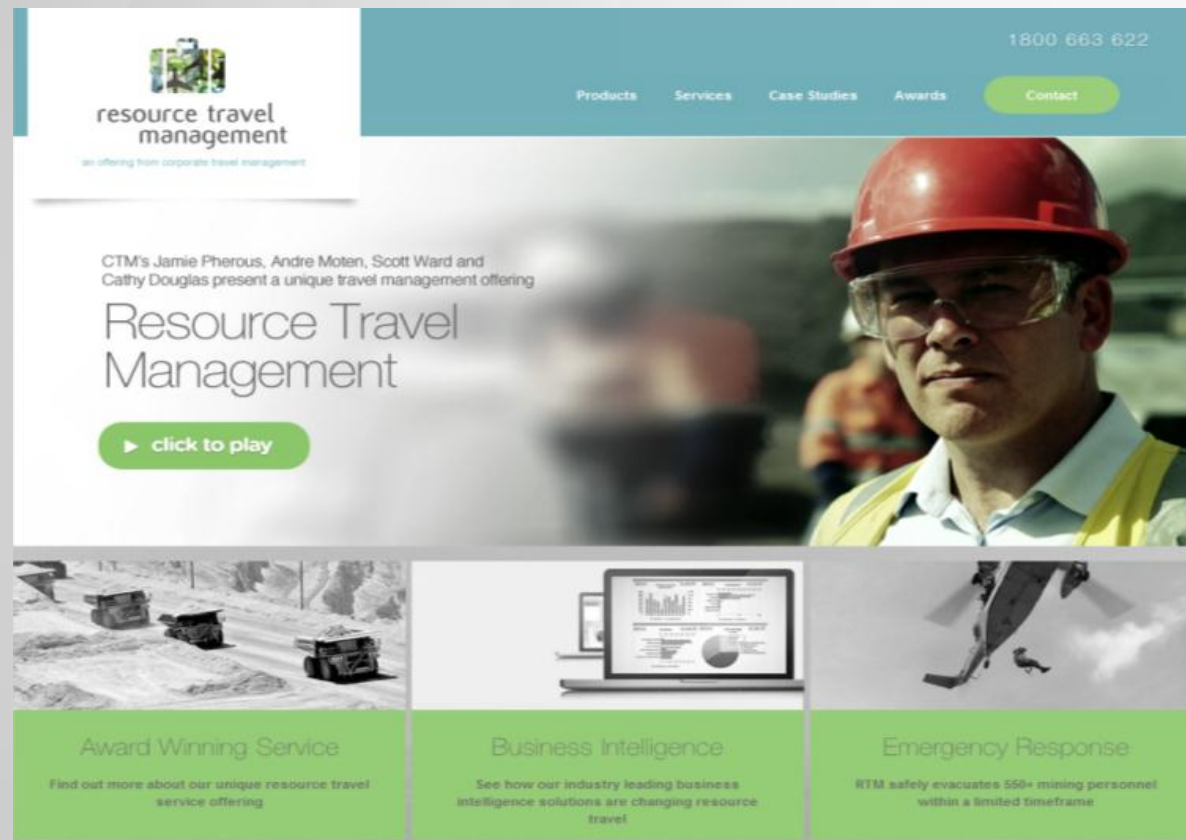 resource travel
management
an offering from corporate travel management
1800 663 622
Products Services Case Studies Awards Contact
CTM's Jamie Pherous, Andre Moten, Scott Ward and
Cathy Douglas present a unique travel management offering
Resource Travel
Management
click to play
Award Winning Service
Find out more about our unique resource travel
service offering
Business Intelligence
See how our industry leading business
intelligence solutions are changing resource
travel
Emergency Response
RTM safely evacuates 550+ mining personnel
within a limited timeframe